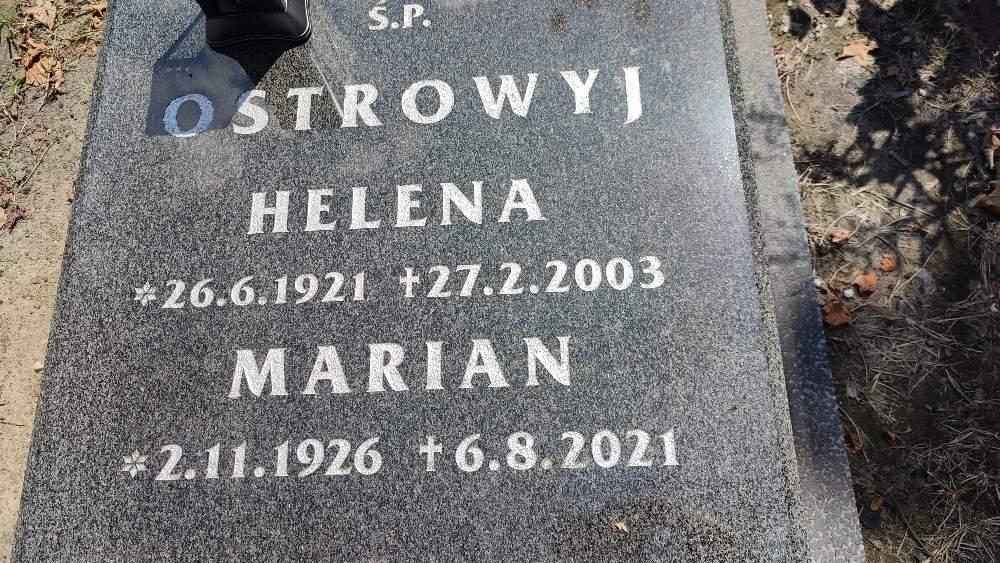 Ś.P.
OSTROWYJ
HELENA
*26.6.1921 †27.2.2003
MARIAN
*2.11.1926 †6.8.2021